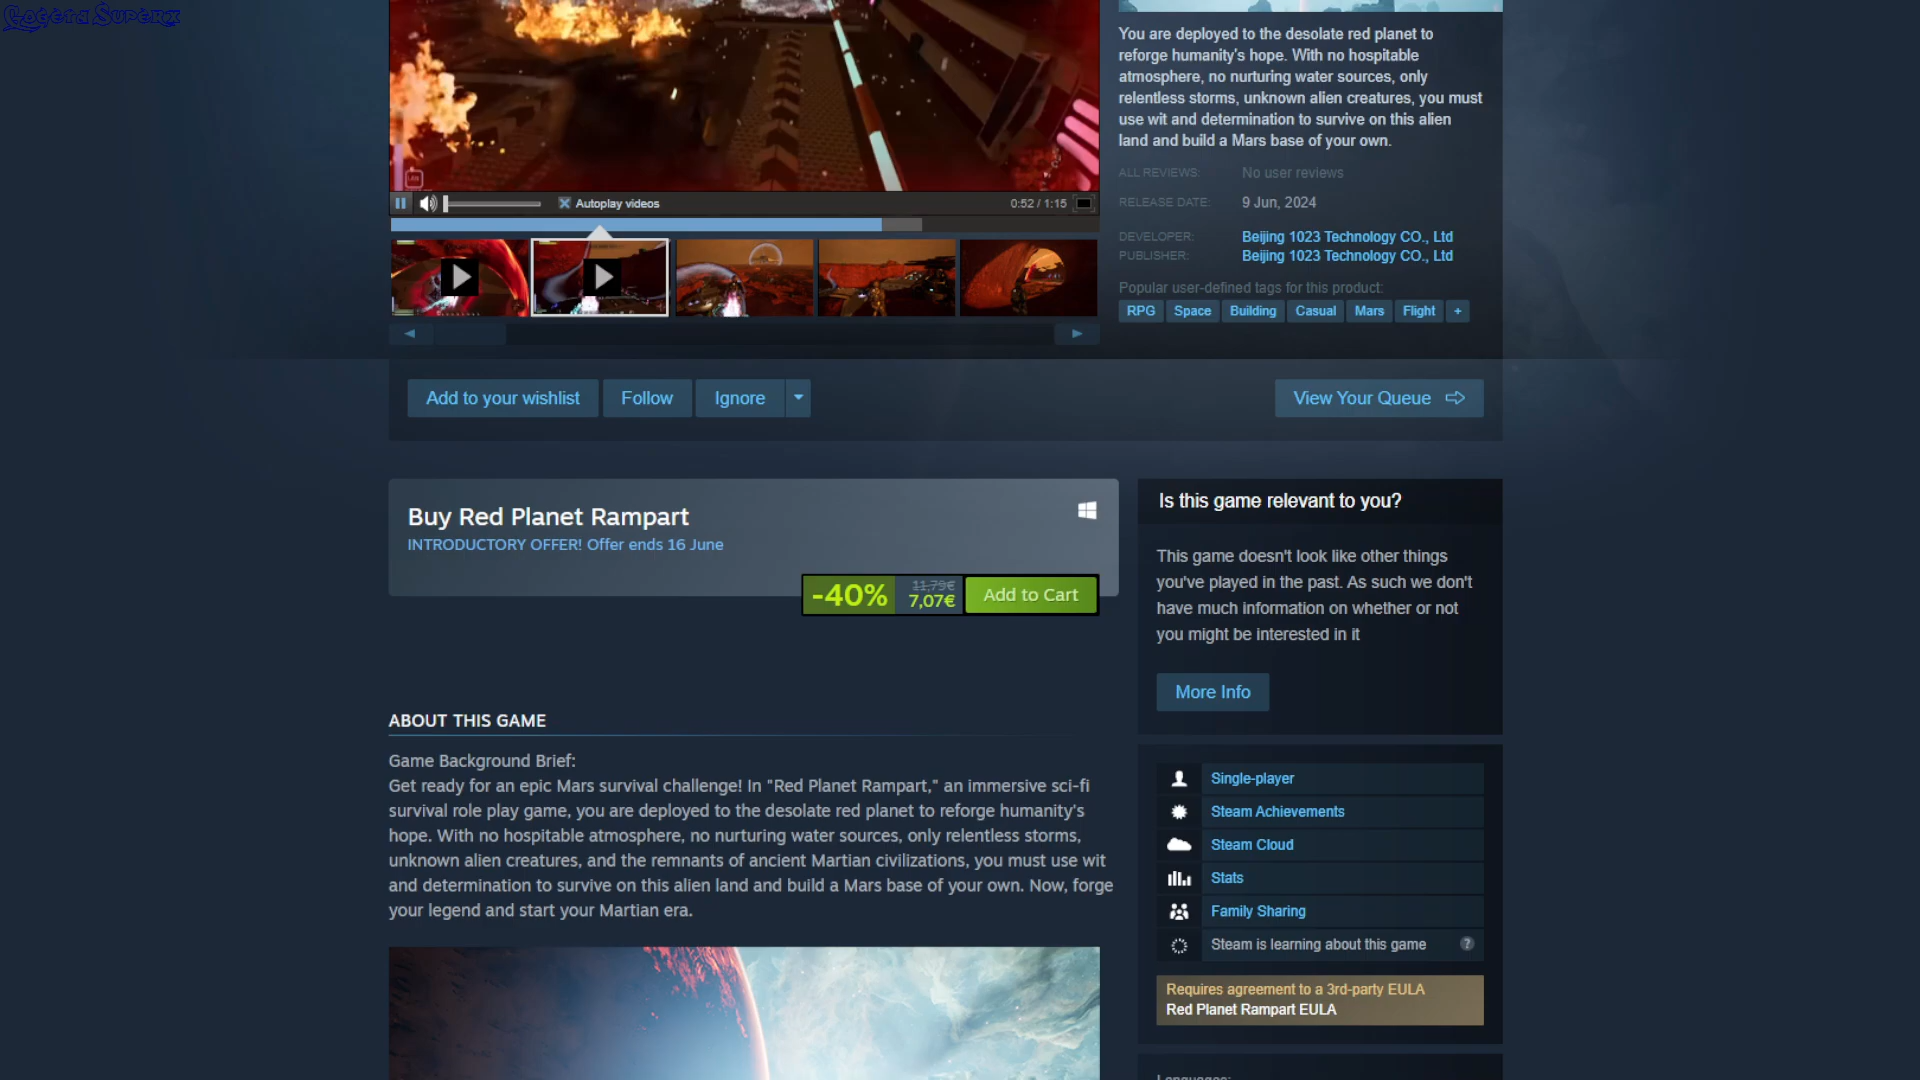 Gogeta Superx
You are deployed to the desolate red planet to
reforge humanity's hope. With no hospitable
atmosphere, no nurturing water sources, only
relentless storms, unknown alien creatures, you must
use wit and determination to survive on this alien
land and build a Mars base of your own.
ALL REVIEWS: No user reviews
RELEASE DATE: 9 Jun, 2024
DEVELOPER: Beijing 1023 Technology CO., Ltd
PUBLISHER: Beijing 1023 Technology CO., Ltd
Popular user-defined tags for this product:
RPG Space Building Casual Mars Flight +
Autoplay videos 0:52 / 1:15
Add to your wishlist Follow Ignore View Your Queue
Buy Red Planet Rampart
INTRODUCTORY OFFER! Offer ends 16 June
-40% 11,79€ 7,07€ Add to Cart
Is this game relevant to you?
This game doesn't look like other things
you've played in the past. As such we don't
have much information on whether or not
you might be interested in it
More Info
ABOUT THIS GAME
Game Background Brief:
Get ready for an epic Mars survival challenge! In "Red Planet Rampart," an immersive sci-fi
survival role play game, you are deployed to the desolate red planet to reforge humanity's
hope. With no hospitable atmosphere, no nurturing water sources, only relentless storms,
unknown alien creatures, and the remnants of ancient Martian civilizations, you must use wit
and determination to survive on this alien land and build a Mars base of your own. Now, forge
your legend and start your Martian era.
Single-player
Steam Achievements
Steam Cloud
Stats
Family Sharing
Steam is learning about this game ?
Requires agreement to a 3rd-party EULA
Red Planet Rampart EULA
Languages: